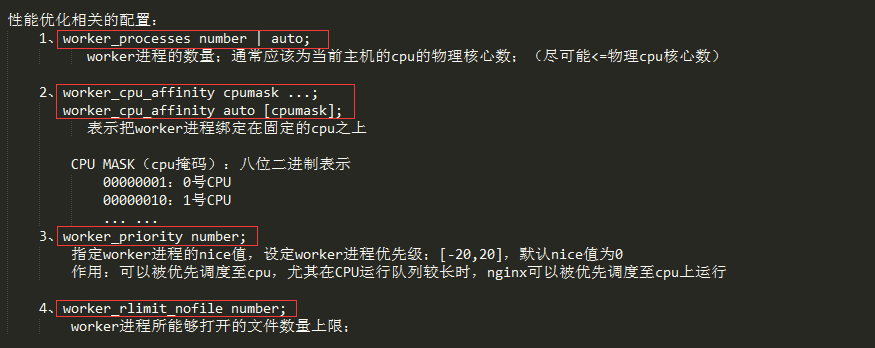 性能优化相关的配置:
1、worker_processes number | auto;
worker进程的数量;通常应该为当前主机的cpu的物理核心数;(尽可能<=物理cpu核心数)
2、worker_cpu_affinity cpumask ...;
worker_cpu_affinity auto [cpumask];
表示把worker进程绑定在固定的cpu之上
CPU MASK(cpu掩码):八位二进制表示
00000001:0号CPU
00000010:1号CPU
... ...
3、worker_priority number;
指定worker进程的nice值,设定worker进程优先级;[-20,20],默认nice值为0
作用:可以被优先调度至cpu,尤其在CPU运行队列较长时,nginx可以被优先调度至cpu上运行
4、worker_rlimit_nofile number;
worker进程所能够打开的文件数量上限;